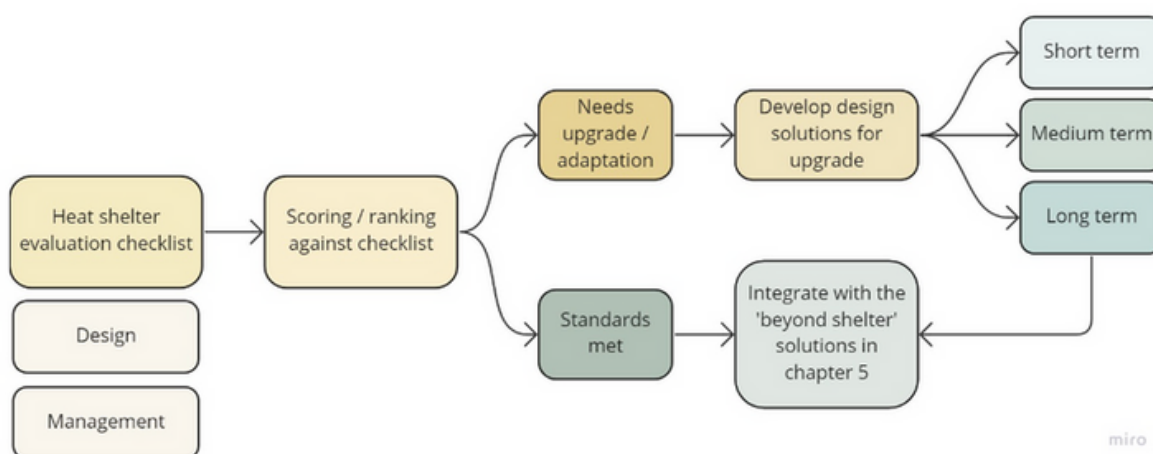 Heat shelter
evaluation checklist
Design
Management
Scoring / ranking
against checklist
Needs
upgrade /
adaptation
Develop design
solutions for
upgrade
Short term
Medium term
Long term
Standards
met
Integrate with the
'beyond shelter'
solutions in
chapter 5
miro